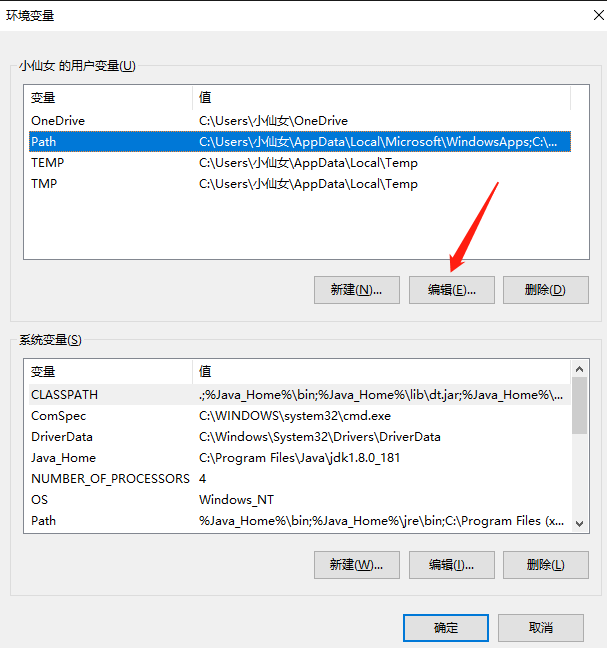 环境变量
小仙女 的用户变量(U)
变量 值
OneDrive C:\Users\小仙女\OneDrive
Path C:\Users\小仙女\AppData\Local\Microsoft\WindowsApps;C:\...
TEMP C:\Users\小仙女\AppData\Local\Temp
TMP C:\Users\小仙女\AppData\Local\Temp
新建(N)... 编辑(E)... 删除(D)
系统变量(S)
变量 值
CLASSPATH .;%Java_Home%\bin;%Java_Home%\lib\dt.jar;%Java_Home%\...
ComSpec C:\WINDOWS\system32\cmd.exe
DriverData C:\Windows\System32\Drivers\DriverData
Java_Home C:\Program Files\Java\jdk1.8.0_181
NUMBER_OF_PROCESSORS 4
OS Windows_NT
Path %Java_Home%\bin;%Java_Home%\jre\bin;C:\Program Files (x...
新建(W)... 编辑(I)... 删除(L)
确定 取消